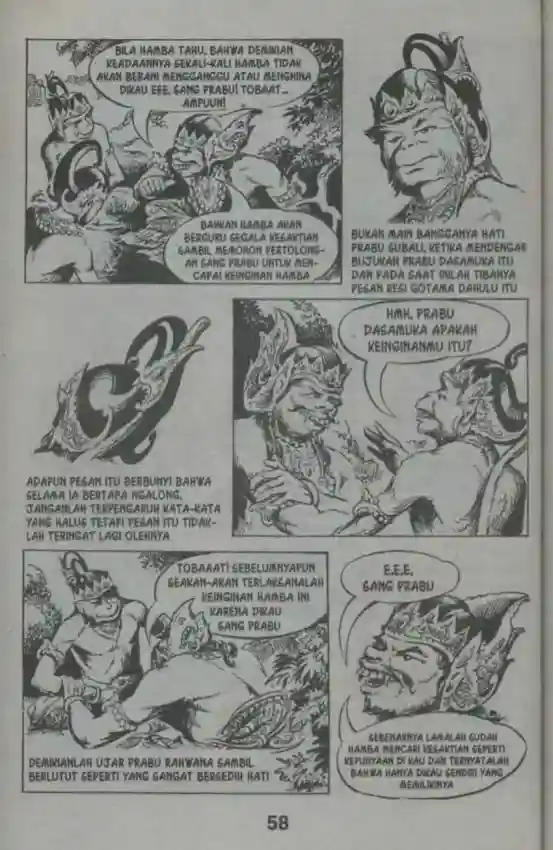 BILA HAMBA TAHU, BAHWA DEMIKIAN
KEADAANNYA SEKALI-KALI HAMBA TIDAK
AKAN BERANI MENGGANGGU ATAU MENGHINA
DIKAU EEE, SANG PRABU! TOBAAT...
AMPUUN!
BAHKAN HAMBA AKAN
BERGURU SEGALA KESAKTIAN
SAMBIL MEMOHON PERTOLONG-
AN SANG PRABU UNTUK MEN-
CAPAI KEINGINAN HAMBA
BUKAN MAIN BANGGANYA HATI
PRABU SUBALI, KETIKA MENDENGAR
BUJUKAN PRABU DASAMUKA ITU
DAN PADA SAAT INILAH TIBANYA
PESAN RESI GOTAMA DAHULU ITU
ADAPUN PESAN ITU BERBUNYI BAHWA
SELAMA IA BERTAPA NGALONG,
JANGANLAH TERPENGARUH KATA-KATA
YANG HALUS TETAPI PESAN ITU TIDAK-
LAH TERINGAT LAGI OLEHNYA
HMH, PRABU
DASAMUKA APAKAH
KEINGINANMU ITU?
TOBAAAT! SEBELUMNYAPUN
SEAKAN-AKAN TERLAKSANALAH
KEINGINAN HAMBA INI
KARENA DIKAU
SANG PRABU
DEMIKIANLAH UJAR PRABU RAHWANA SAMBIL
BERLUTUT SEPERTI YANG SANGAT BERSEDIH HATI
E.E.E.
SANG PRABU
SEBENARNYA LAMALAH SUDAH
HAMBA MENCARI KESAKTIAN SEPERTI
KEPUNYAAN DI KAU DAN TERNYATALAH
BAHWA HANYA DIKAU SENDIRI YANG
MEMILIKINYA
58